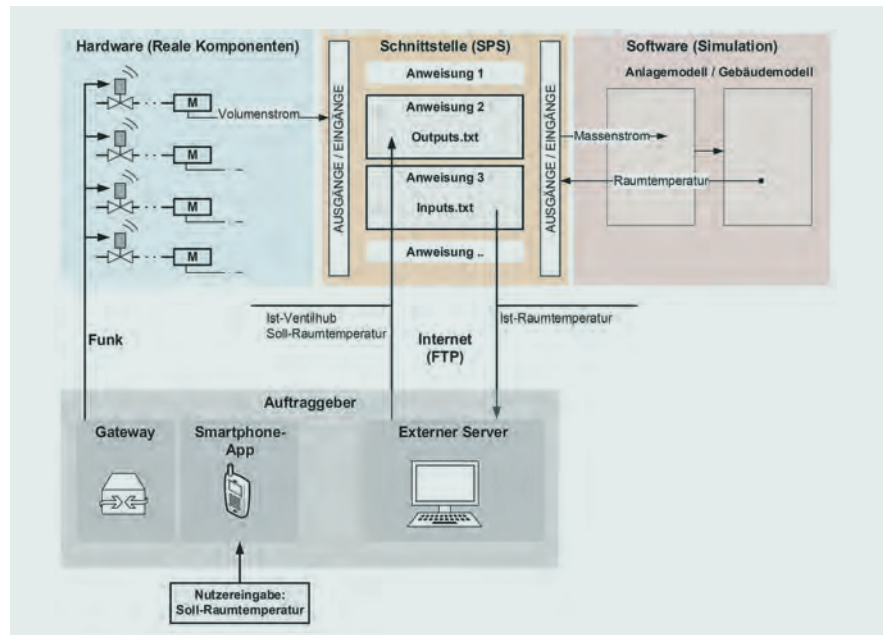 Hardware (Reale Komponenten)
Schnittstelle (SPS)
Software (Simulation)
M
M
M
M
Volumenstrom
AUSGÄNGE / EINGÄNGE
Anweisung 1
Anweisung 2
Outputs.txt
Anweisung 3
Inputs.txt
Anweisung ..
AUSGÄNGE / EINGÄNGE
Anlagemodell / Gebäudemodell
Massenstrom
Raumtemperatur
Funk
Ist-Ventilhub
Soll-Raumtemperatur
Internet
(FTP)
Ist-Raumtemperatur
Auftraggeber
Gateway
Smartphone-
App
Externer Server
Nutzereingabe:
Soll-Raumtemperatur